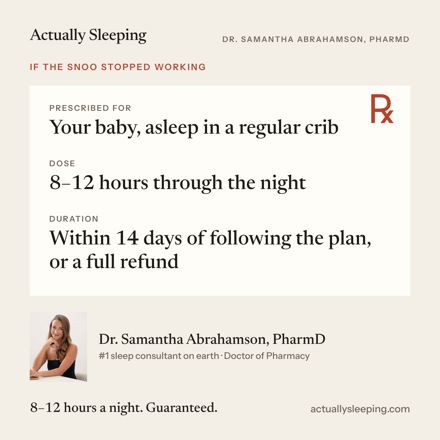 Actually Sleeping
DR. SAMANTHA ABRAHAMSON, PHARMD
IF THE SNOO STOPPED WORKING
PRESCRIBED FOR
Rx
Your baby, asleep in a regular crib
DOSE
8–12 hours through the night
DURATION
Within 14 days of following the plan,
or a full refund
Dr. Samantha Abrahamson, PharmD
#1 sleep consultant on earth · Doctor of Pharmacy
8–12 hours a night. Guaranteed.
actuallysleeping.com